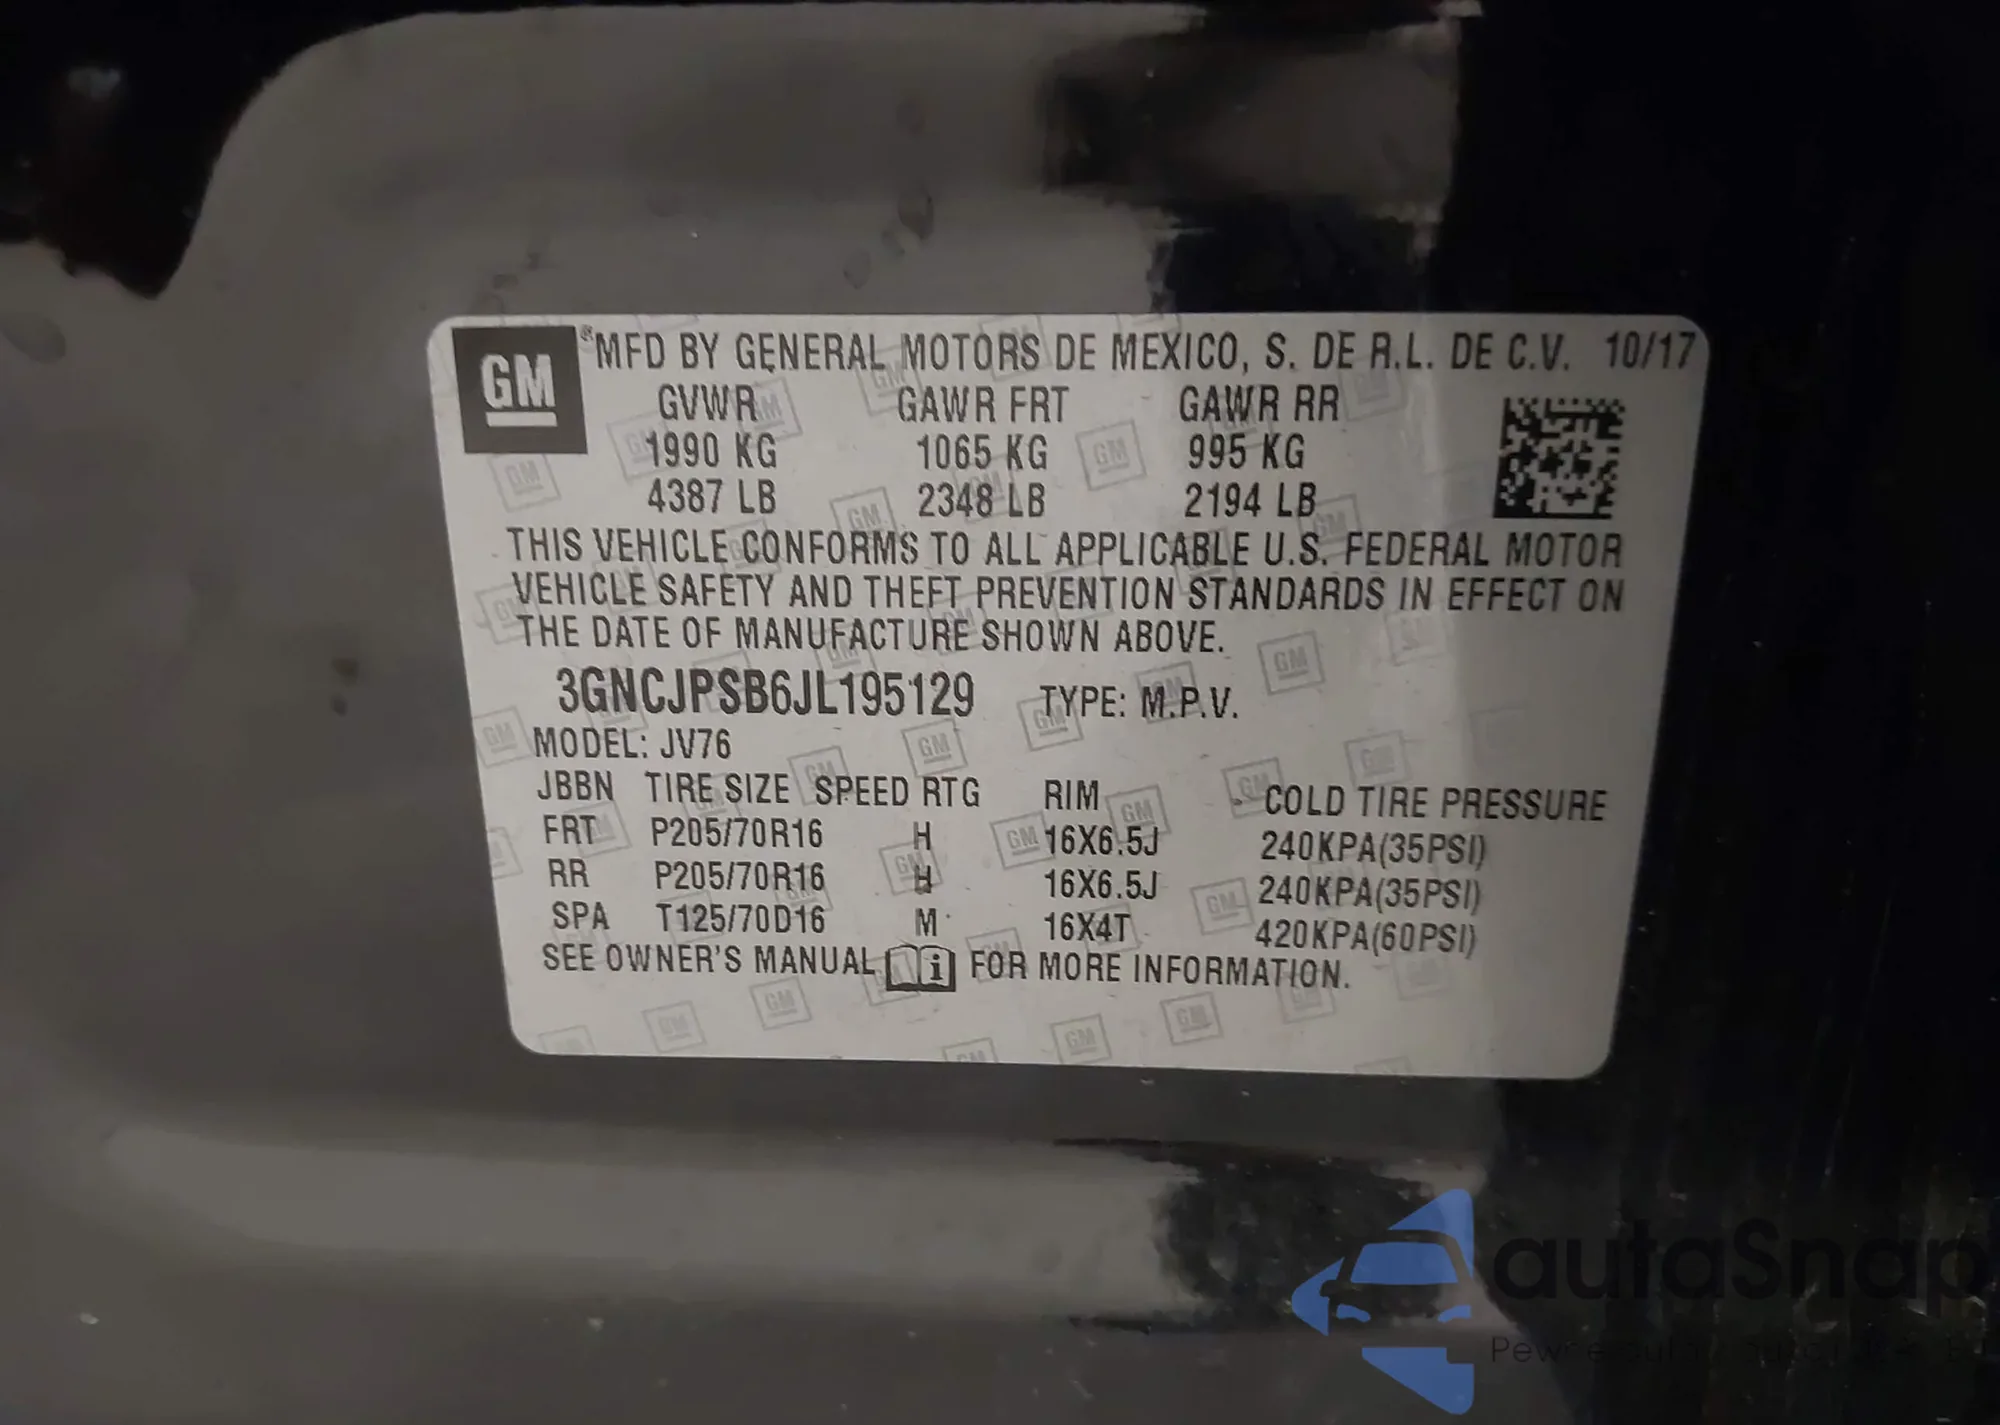 GM
®MFD BY GENERAL MOTORS DE MEXICO, S. DE R.L. DE C.V. 10/17
GVWR GAWR FRT GAWR RR
1990 KG 1065 KG 995 KG
4387 LB 2348 LB 2194 LB
THIS VEHICLE CONFORMS TO ALL APPLICABLE U.S. FEDERAL MOTOR
VEHICLE SAFETY AND THEFT PREVENTION STANDARDS IN EFFECT ON
THE DATE OF MANUFACTURE SHOWN ABOVE.
3GNCJPSB6JL195129 TYPE: M.P.V.
MODEL: JV76
JBBN TIRE SIZE SPEED RTG RIM COLD TIRE PRESSURE
FRT P205/70R16 H 16X6.5J 240KPA(35PSI)
RR P205/70R16 H 16X6.5J 240KPA(35PSI)
SPA T125/70D16 M 16X4T 420KPA(60PSI)
SEE OWNER'S MANUAL i FOR MORE INFORMATION.
autaSnap